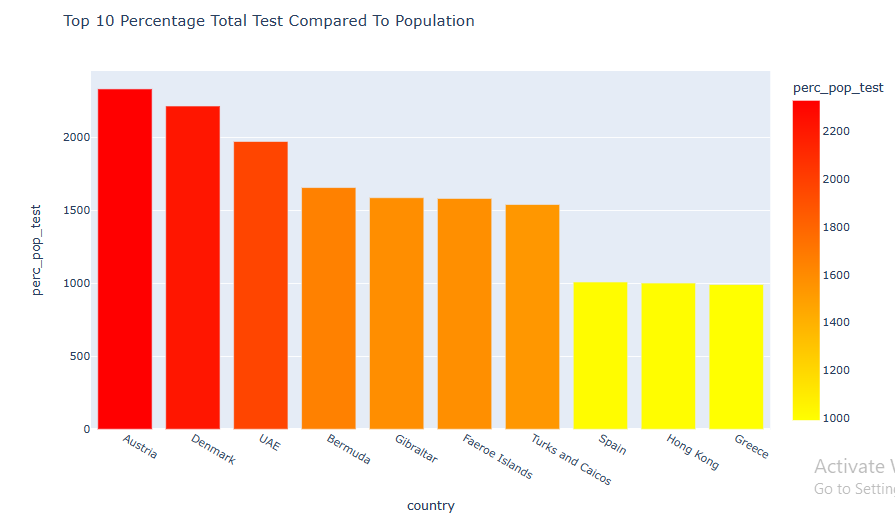 Top 10 Percentage Total Test Compared To Population
perc_pop_test
2000
1500
1000
500
0
Austria
Denmark
UAE
Bermuda
Gibraltar
Faeroe Islands
Turks and Caicos
Spain
Hong Kong
Greece
country
perc_pop_test
2200
2000
1800
1600
1400
1200
1000
Activate W
Go to Setting